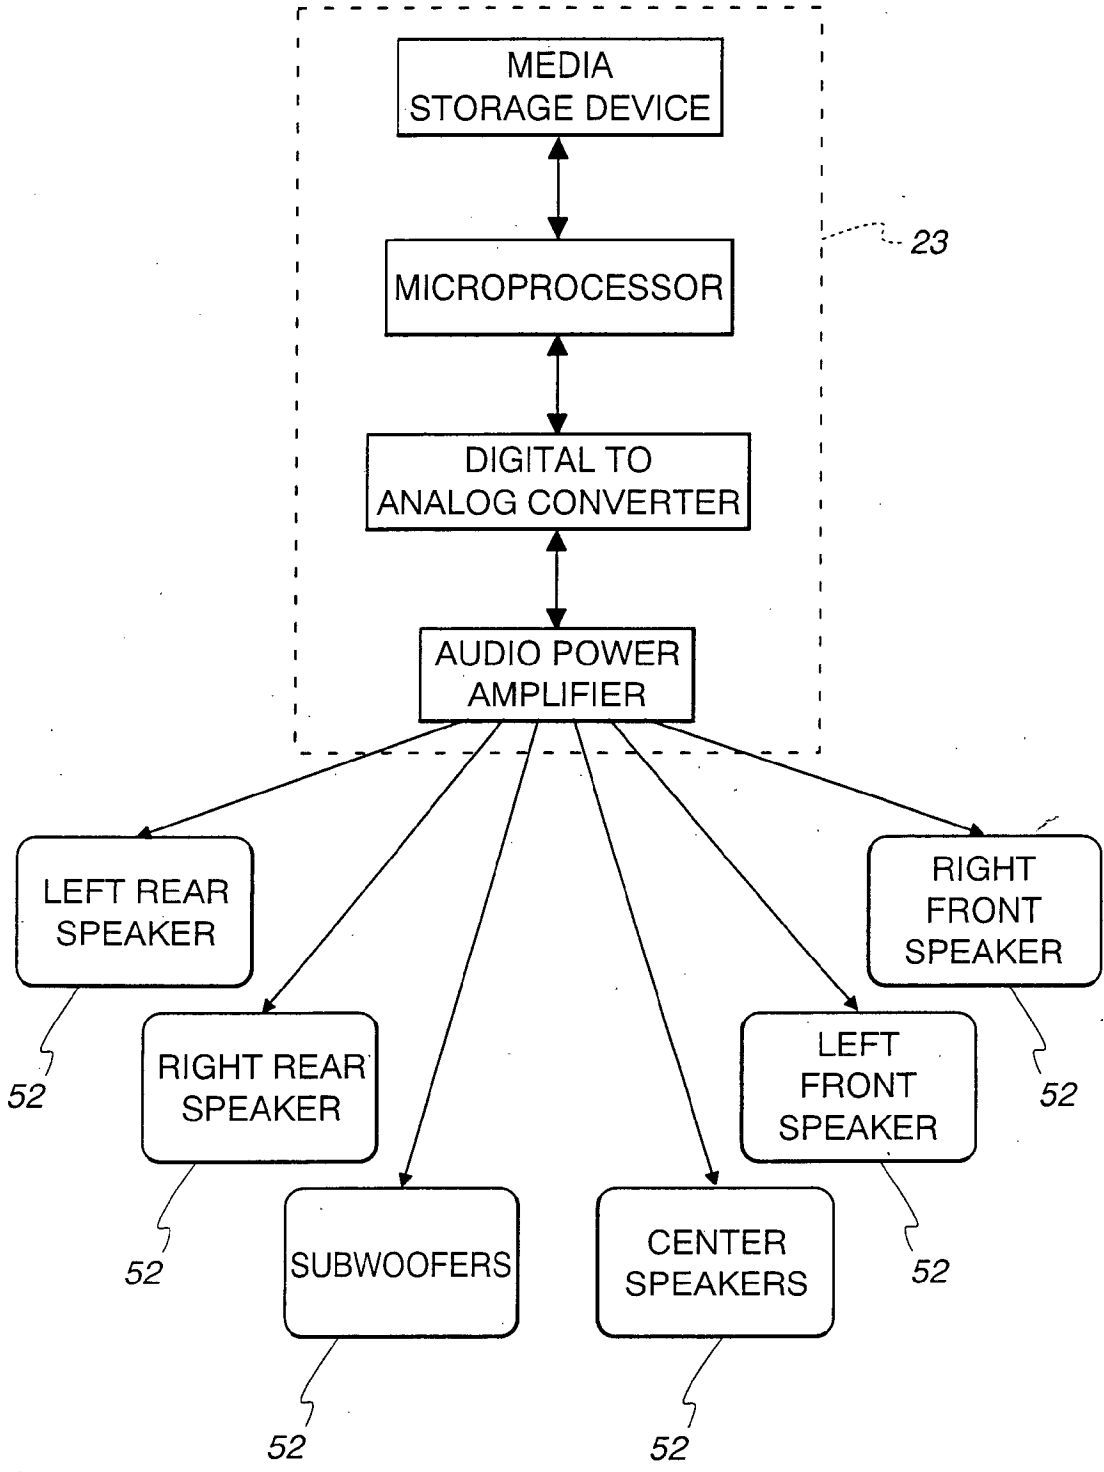 MEDIA
STORAGE DEVICE
23
MICROPROCESSOR
DIGITAL TO
ANALOG CONVERTER
AUDIO POWER
AMPLIFIER
LEFT REAR
SPEAKER
52
RIGHT REAR
SPEAKER
52
SUBWOOFERS
52
CENTER
SPEAKERS
52
LEFT
FRONT
SPEAKER
52
RIGHT
FRONT
SPEAKER
52